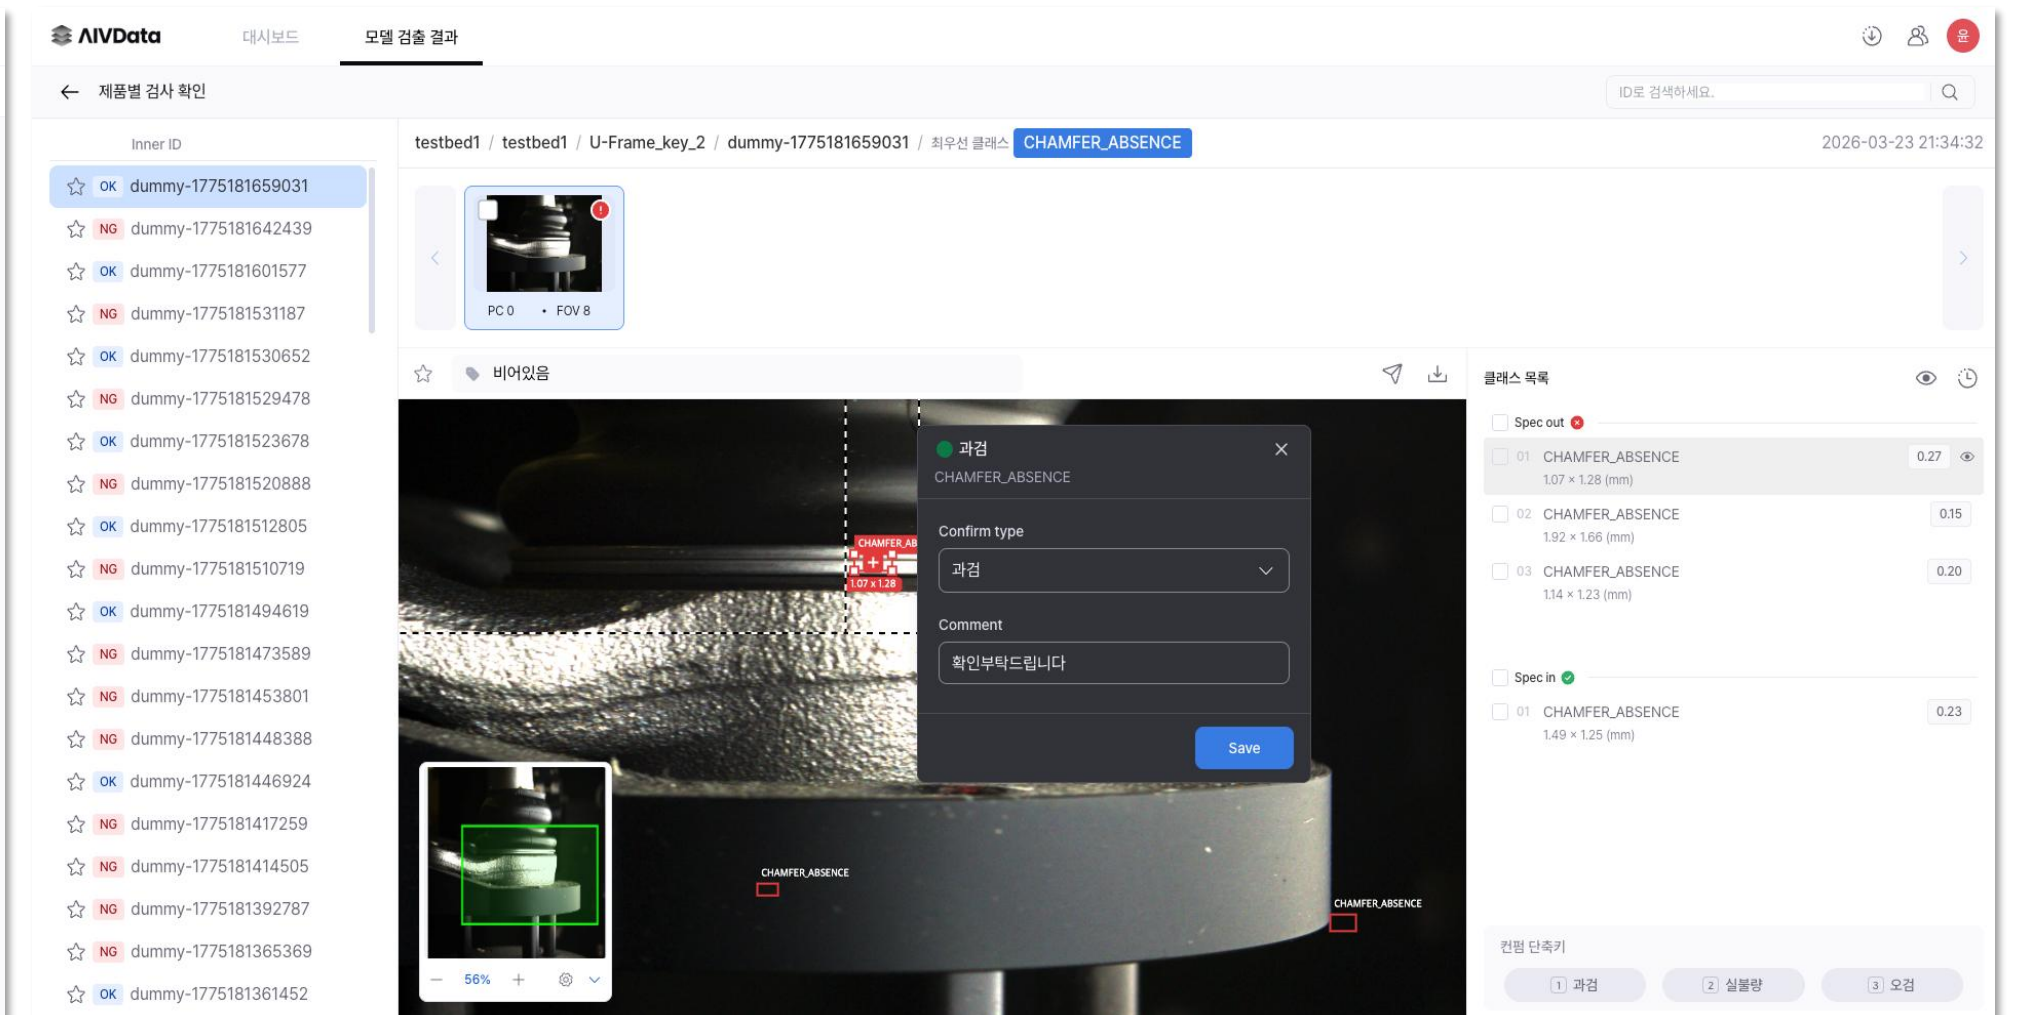 AIVData 대시보드 모델 검출 결과 윤
제품별 검사 확인 ID로 검색하세요.
Inner ID
OK dummy-1775181659031
NG dummy-1775181642439
OK dummy-1775181601577
NG dummy-1775181531187
OK dummy-1775181530652
NG dummy-1775181529478
OK dummy-1775181523678
NG dummy-1775181520888
OK dummy-1775181512805
NG dummy-1775181510719
OK dummy-1775181494619
NG dummy-1775181473589
NG dummy-1775181453801
NG dummy-1775181448388
OK dummy-1775181446924
NG dummy-1775181417259
NG dummy-1775181414505
NG dummy-1775181392787
NG dummy-1775181365369
OK dummy-1775181361452
testbed1 / testbed1 / U-Frame_key_2 / dummy-1775181659031 / 최우선 클래스 CHAMFER_ABSENCE 2026-03-23 21:34:32
PC 0 • FOV 8
비어있음
CHAMFER_AB
1.07 x 1.28
과검
CHAMFER_ABSENCE
Confirm type
과검
Comment
확인부탁드립니다
Save
CHAMFER_ABSENCE
CHAMFER_ABSENCE
56%
클래스 목록
Spec out
01 CHAMFER_ABSENCE 0.27
1.07 × 1.28 (mm)
02 CHAMFER_ABSENCE 0.15
1.92 × 1.66 (mm)
03 CHAMFER_ABSENCE 0.20
1.14 × 1.23 (mm)
Spec in
01 CHAMFER_ABSENCE 0.23
1.49 × 1.25 (mm)
컨펌 단축키
1 과검 2 실불량 3 오검